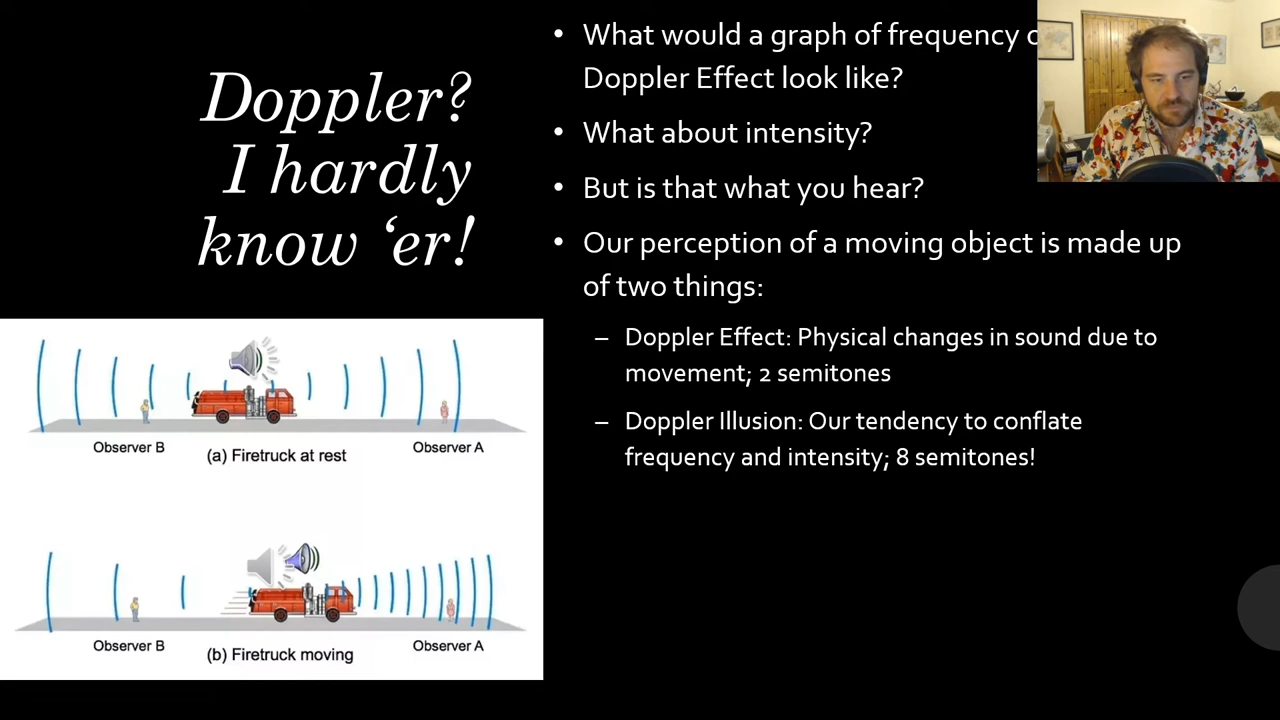 Doppler?
I hardly
know ‘er!
• What would a graph of frequency
Doppler Effect look like?
• What about intensity?
• But is that what you hear?
• Our perception of a moving object is made up
of two things:
– Doppler Effect: Physical changes in sound due to
movement; 2 semitones
– Doppler Illusion: Our tendency to conflate
frequency and intensity; 8 semitones!
Observer B
(a) Firetruck at rest
Observer A
Observer B
(b) Firetruck moving
Observer A